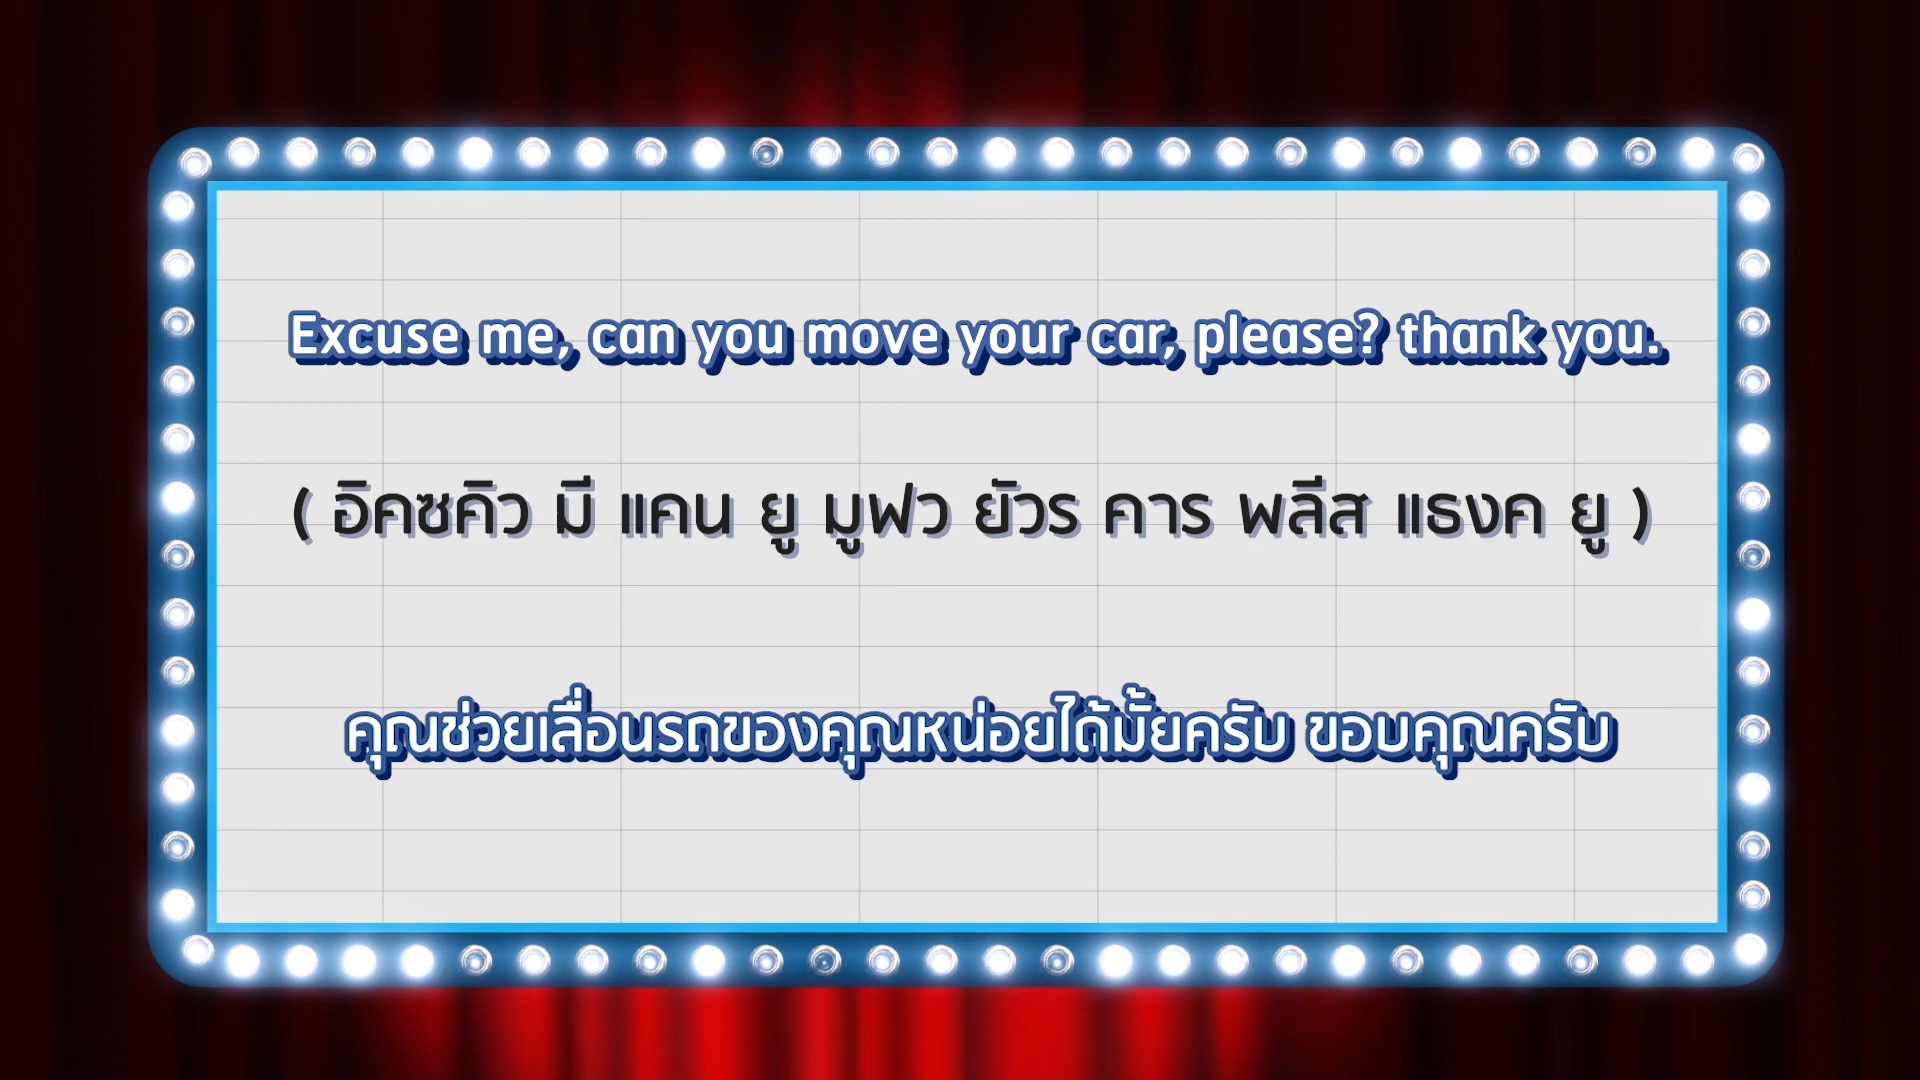 Excuse me, can you move your car, please? thank you.
( อิคซคิว มี แคน ยู มูฟว ยัวร คาร พลีส แธงค ยู )
คุณช่วยเลื่อนรถของคุณหน่อยได้มั้ยครับ ขอบคุณครับ